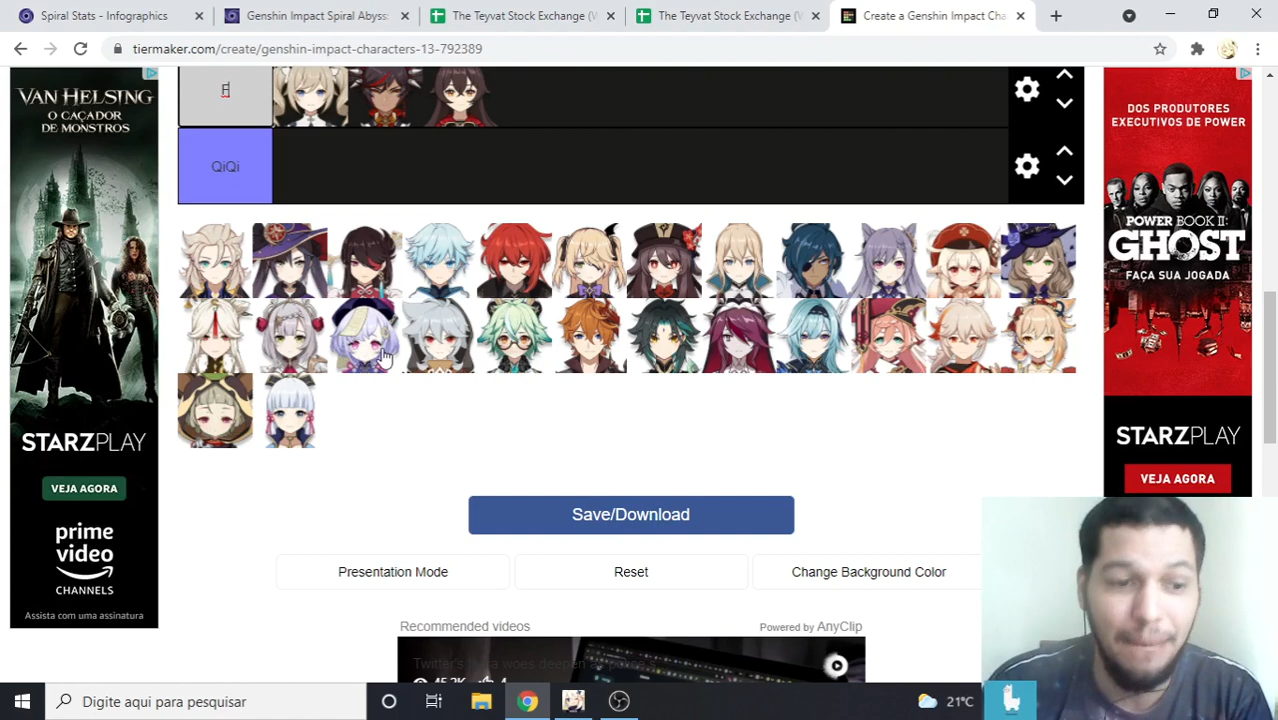 Spiral Stats - Infographics
Genshin Impact Spiral Abyss:
The Teyvat Stock Exchange (W
The Teyvat Stock Exchange (W
Create a Genshin Impact Cha
tiermaker.com/create/genshin-impact-characters-13-792389
VAN HELSING
O CAÇADOR
DE MONSTROS
STARZPLAY
VEJA AGORA
prime
video
CHANNELS
Assista com uma assinatura
F
QiQi
Save/Download
Presentation Mode
Reset
Change Background Color
Recommended videos
Powered by AnyClip
DOS PRODUTORES
EXECUTIVOS DE POWER
POWER BOOK II:
GHOST
FAÇA SUA JOGADA
STARZPLAY
VEJA AGORA
Digite aqui para pesquisar
21°C